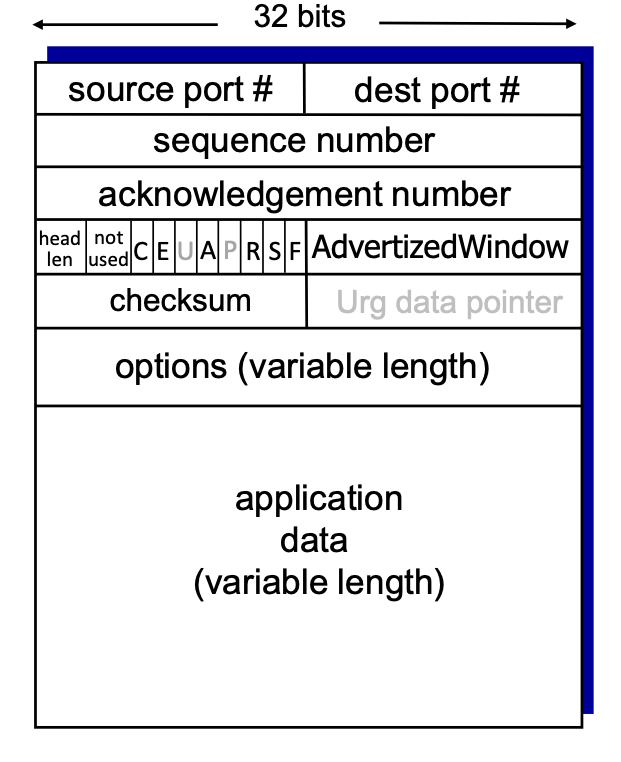 32 bits
source port # dest port #
sequence number
acknowledgement number
head len not used C E U A P R S F AdvertizedWindow
checksum Urg data pointer
options (variable length)
application
data
(variable length)